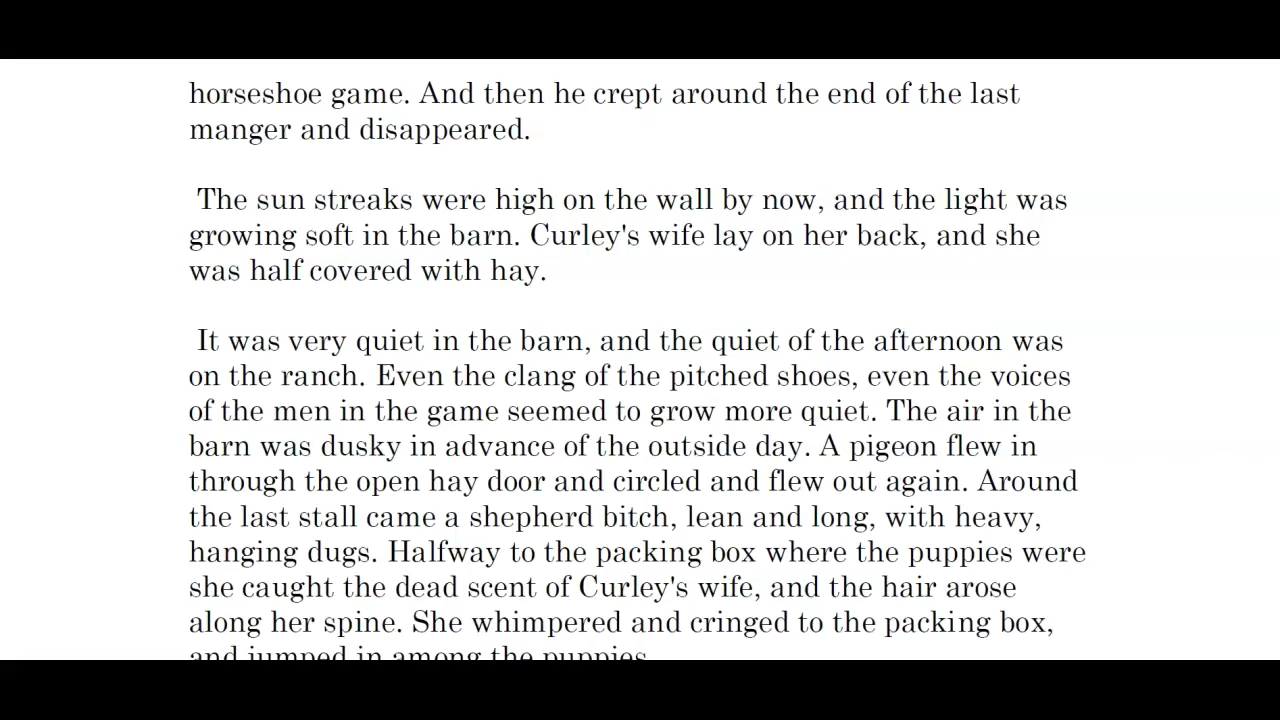 horseshoe game. And then he crept around the end of the last
manger and disappeared.
The sun streaks were high on the wall by now, and the light was
growing soft in the barn. Curley's wife lay on her back, and she
was half covered with hay.
It was very quiet in the barn, and the quiet of the afternoon was
on the ranch. Even the clang of the pitched shoes, even the voices
of the men in the game seemed to grow more quiet. The air in the
barn was dusky in advance of the outside day. A pigeon flew in
through the open hay door and circled and flew out again. Around
the last stall came a shepherd bitch, lean and long, with heavy,
hanging dugs. Halfway to the packing box where the puppies were
she caught the dead scent of Curley's wife, and the hair arose
along her spine. She whimpered and cringed to the packing box,
and jumped in among the puppies.